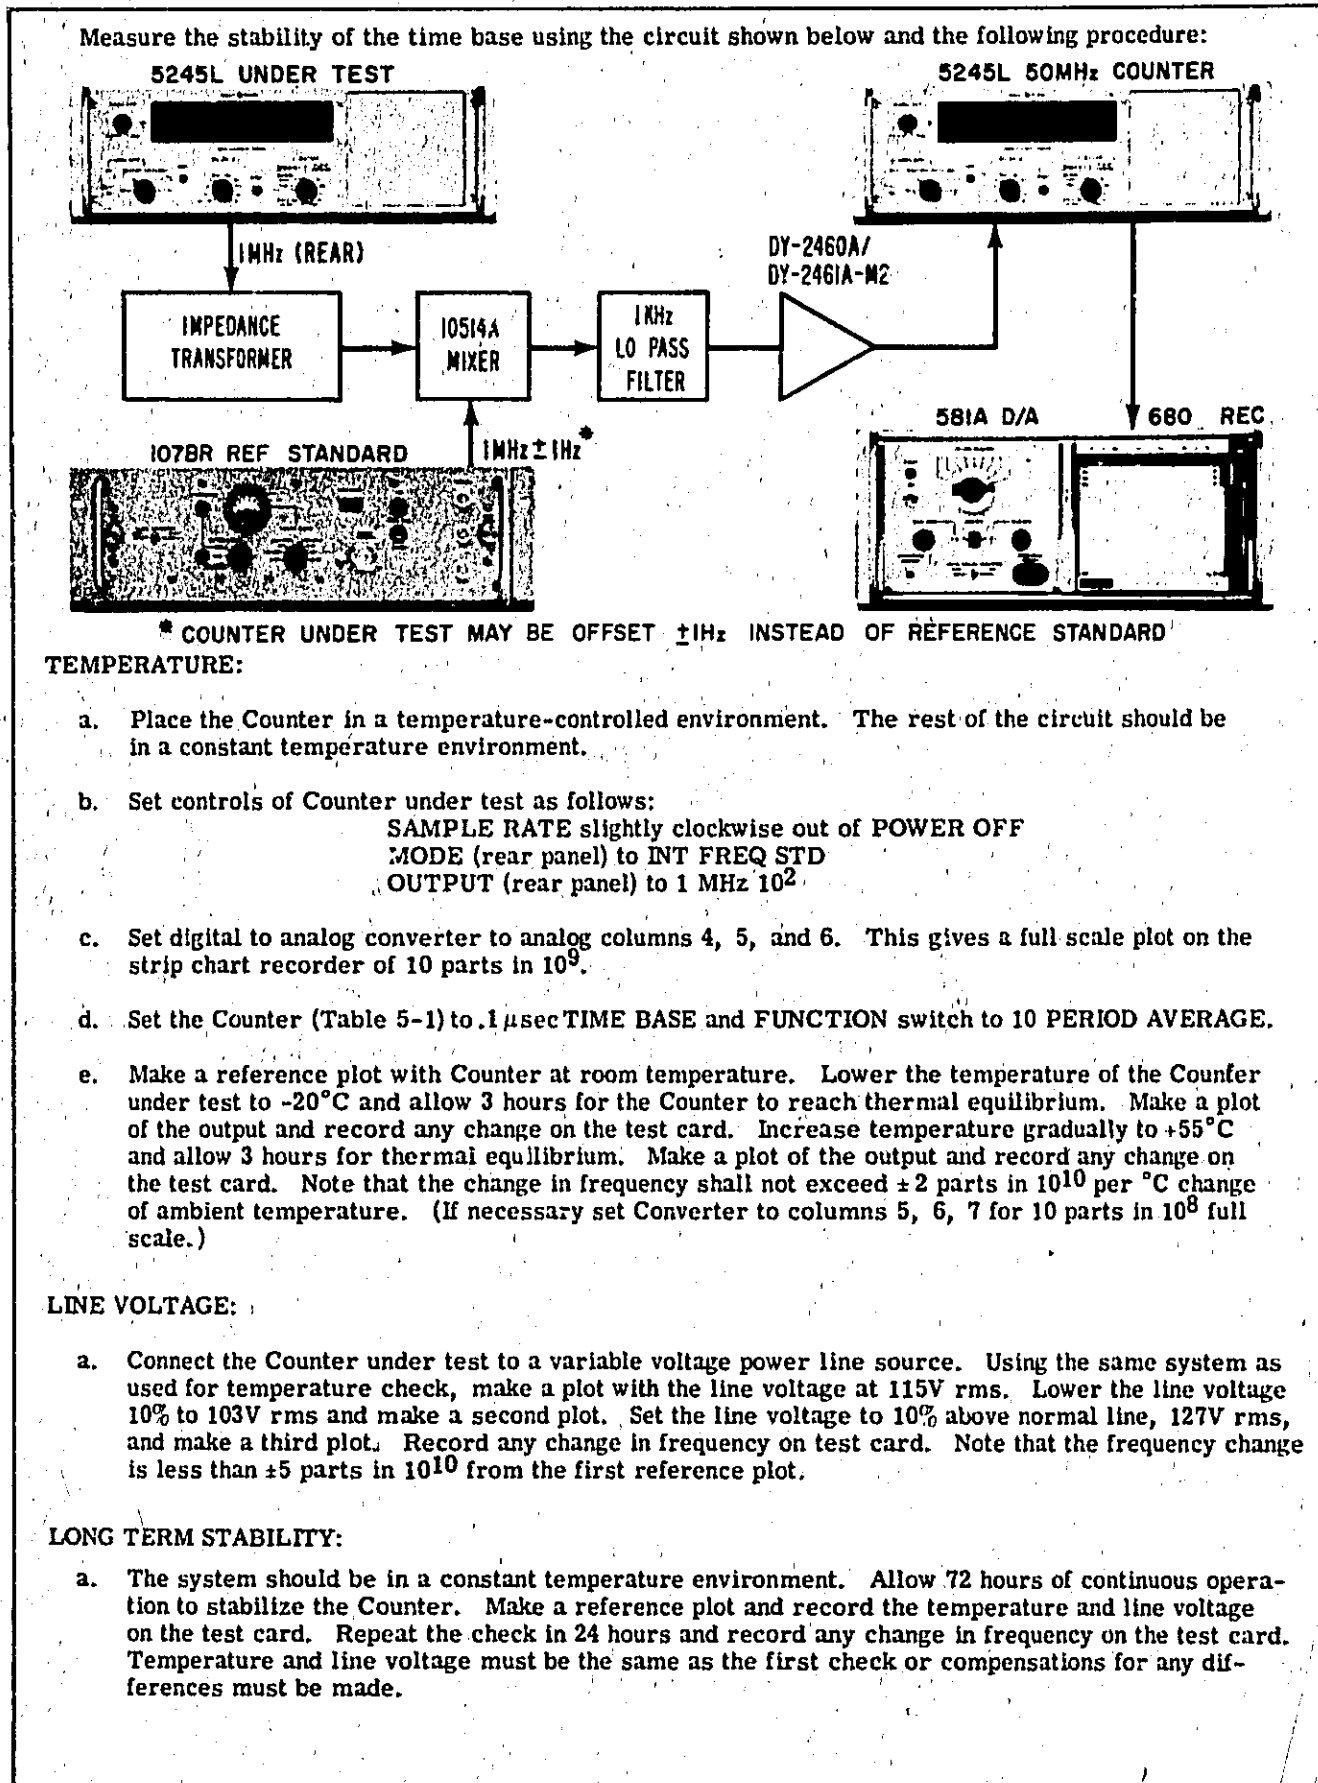 Measure the stability of the time base using the circuit shown below and the following procedure:
5245L UNDER TEST
5245L 50MHz COUNTER
1MHz (REAR)
DY-2460A/
DY-2461A-M2
IMPEDANCE
TRANSFORMER
10514A
MIXER
1KHz
LO PASS
FILTER
107BR REF STANDARD
1MHz ± 1Hz*
581A D/A
680 REC
* COUNTER UNDER TEST MAY BE OFFSET ±1Hz INSTEAD OF REFERENCE STANDARD
TEMPERATURE:
a. Place the Counter in a temperature-controlled environment. The rest of the circuit should be
in a constant temperature environment.
b. Set controls of Counter under test as follows:
SAMPLE RATE slightly clockwise out of POWER OFF
MODE (rear panel) to INT FREQ STD
OUTPUT (rear panel) to 1 MHz 10²
c. Set digital to analog converter to analog columns 4, 5, and 6. This gives a full scale plot on the
strip chart recorder of 10 parts in 10⁹.
d. Set the Counter (Table 5-1) to .1 μsec TIME BASE and FUNCTION switch to 10 PERIOD AVERAGE.
e. Make a reference plot with Counter at room temperature. Lower the temperature of the Counter
under test to -20°C and allow 3 hours for the Counter to reach thermal equilibrium. Make a plot
of the output and record any change on the test card. Increase temperature gradually to +55°C
and allow 3 hours for thermal equilibrium. Make a plot of the output and record any change on
the test card. Note that the change in frequency shall not exceed ± 2 parts in 10¹⁰ per °C change
of ambient temperature. (If necessary set Converter to columns 5, 6, 7 for 10 parts in 10⁸ full
scale.)
LINE VOLTAGE:
a. Connect the Counter under test to a variable voltage power line source. Using the same system as
used for temperature check, make a plot with the line voltage at 115V rms. Lower the line voltage
10% to 103V rms and make a second plot. Set the line voltage to 10% above normal line, 127V rms,
and make a third plot. Record any change in frequency on test card. Note that the frequency change
is less than ±5 parts in 10¹⁰ from the first reference plot.
LONG TERM STABILITY:
a. The system should be in a constant temperature environment. Allow 72 hours of continuous opera-
tion to stabilize the Counter. Make a reference plot and record the temperature and line voltage
on the test card. Repeat the check in 24 hours and record any change in frequency on the test card.
Temperature and line voltage must be the same as the first check or compensations for any dif-
ferences must be made.